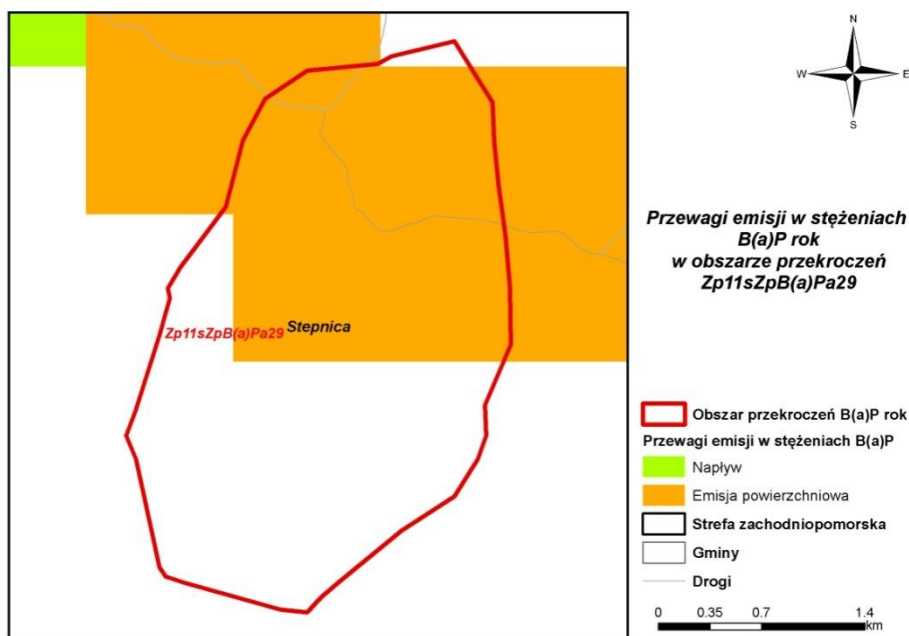 N
W
E
S
Przewagi emisji w stężeniach
B(a)P rok
w obszarze przekroczeń
Zp11sZpB(a)Pa29
Zp11sZpB(a)Pa29
Stepnica
Obszar przekroczeń B(a)P rok
Przewagi emisji w stężeniach B(a)P
Napływ
Emisja powierzchniowa
Strefa zachodniopomorska
Gminy
Drogi
0 0.35 0.7 1.4
km